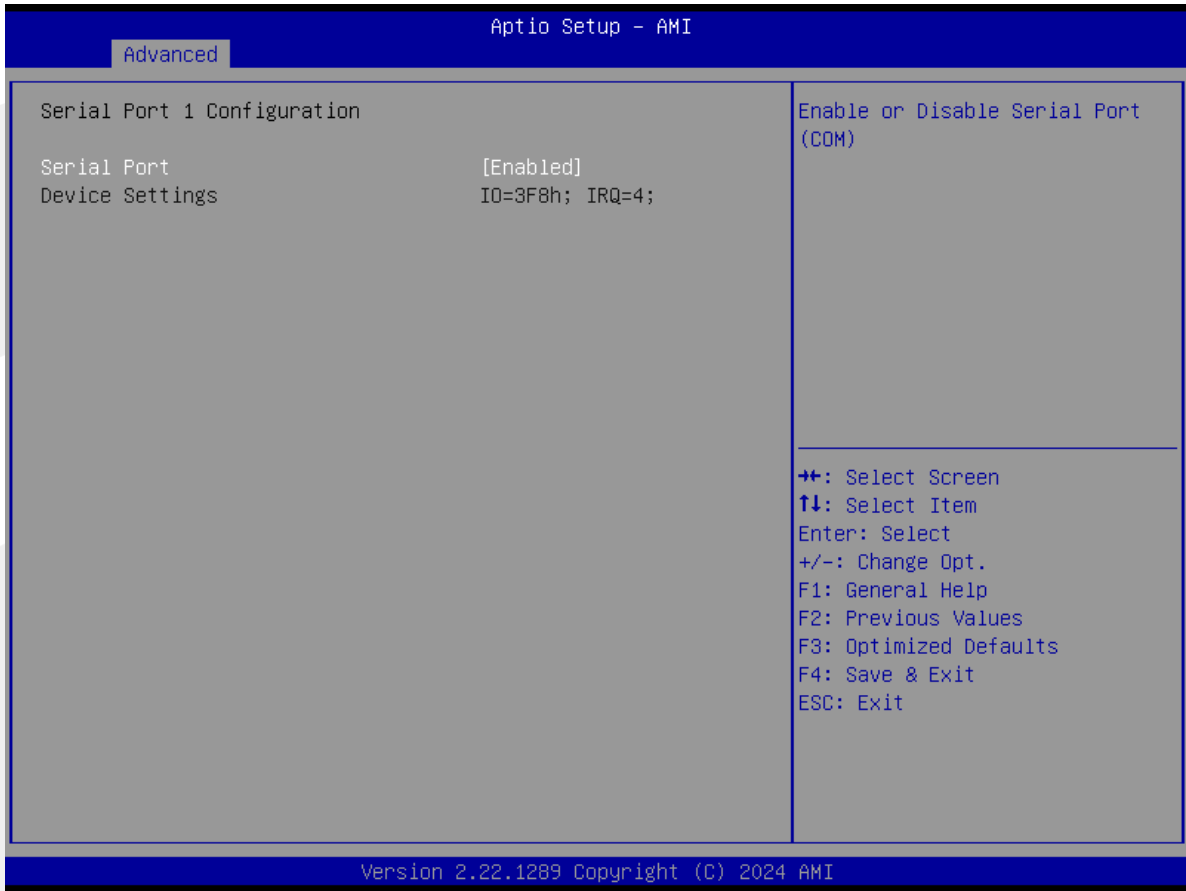 Aptio Setup – AMI
Advanced
Serial Port 1 Configuration
Serial Port [Enabled]
Device Settings IO=3F8h; IRQ=4;
Enable or Disable Serial Port
(COM)
→←: Select Screen
↑↓: Select Item
Enter: Select
+/-: Change Opt.
F1: General Help
F2: Previous Values
F3: Optimized Defaults
F4: Save & Exit
ESC: Exit
Version 2.22.1289 Copyright (C) 2024 AMI